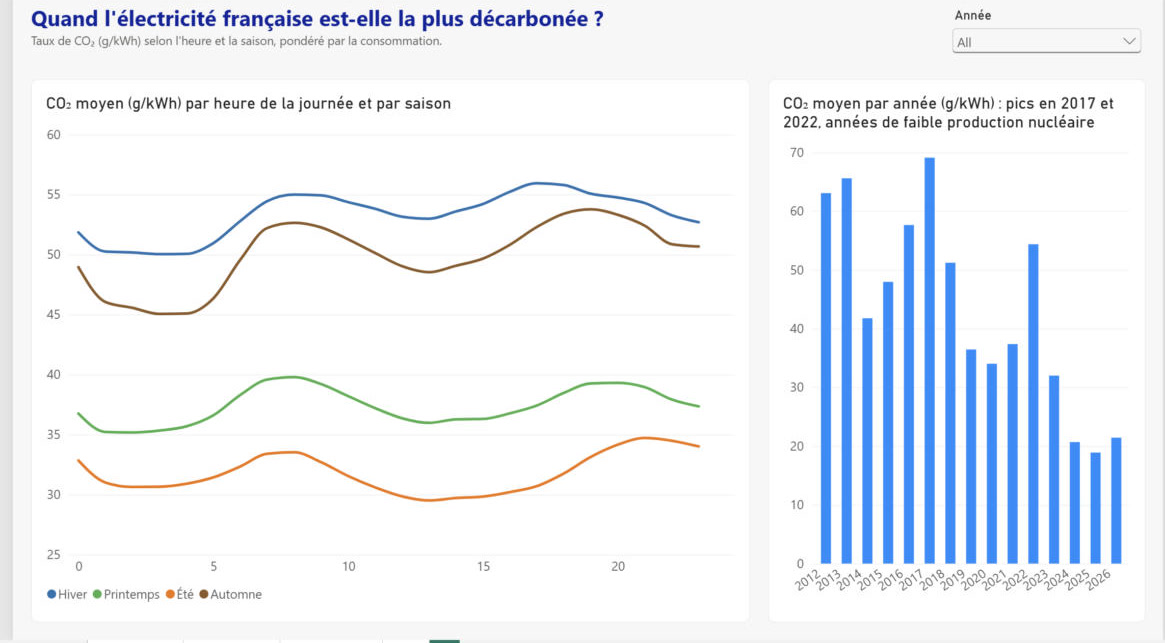 Quand l'électricité française est-elle la plus décarbonée ?
Taux de CO₂ (g/kWh) selon l'heure et la saison, pondéré par la consommation.
Année
All
CO₂ moyen (g/kWh) par heure de la journée et par saison
60
55
50
45
40
35
30
25
0 5 10 15 20
Hiver Printemps Été Automne
CO₂ moyen par année (g/kWh) : pics en 2017 et
2022, années de faible production nucléaire
70
60
50
40
30
20
10
0
2012 2013 2014 2015 2016 2017 2018 2019 2020 2021 2022 2023 2024 2025 2026